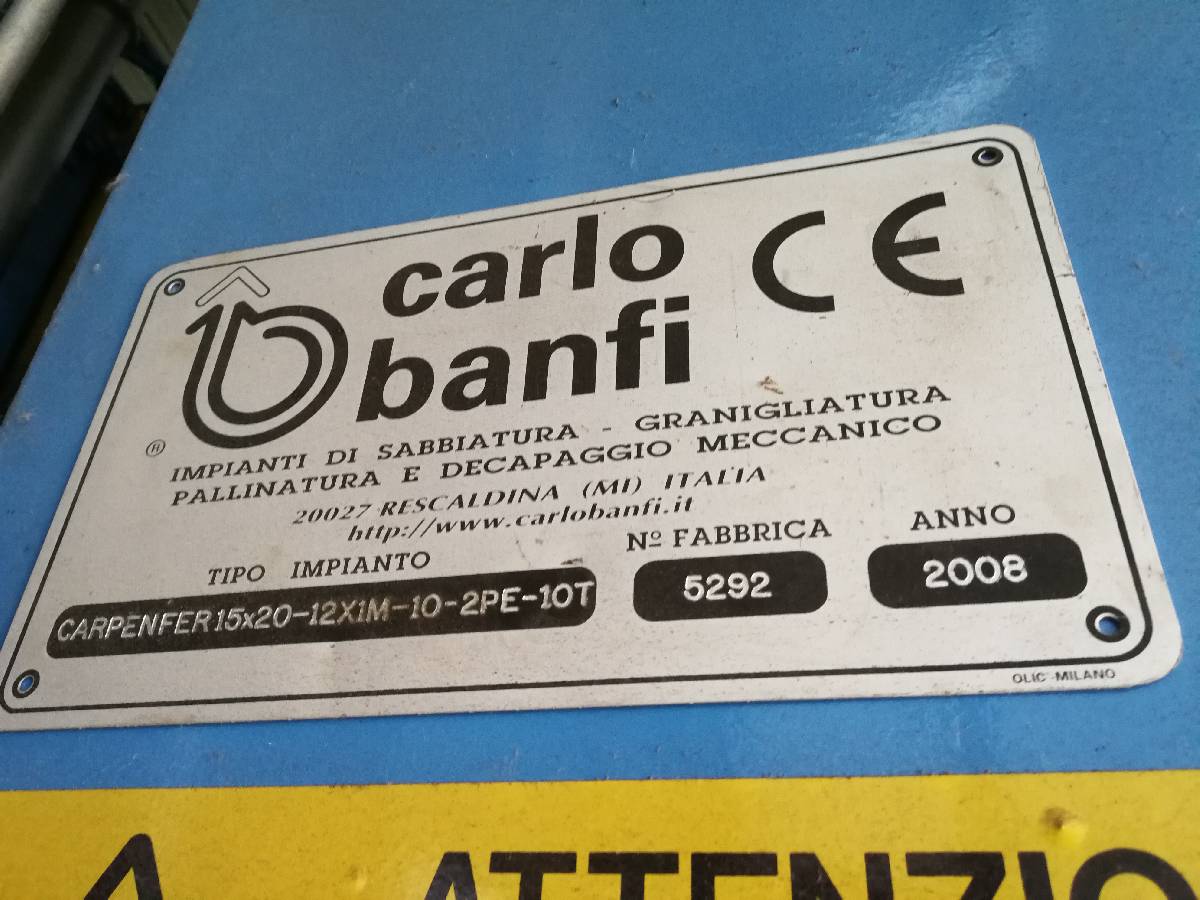 carlo
banfi
CE
®
IMPIANTI DI SABBIATURA - GRANIGLIATURA
PALLINATURA E DECAPAGGIO MECCANICO
20027 RESCALDINA (MI) ITALIA
http://www.carlobanfi.it
TIPO IMPIANTO
Nº FABBRICA
ANNO
CARPENFER 15x20-12X1M-10-2PE-10T
5292
2008
OLIC-MILANO
ATTENZIO